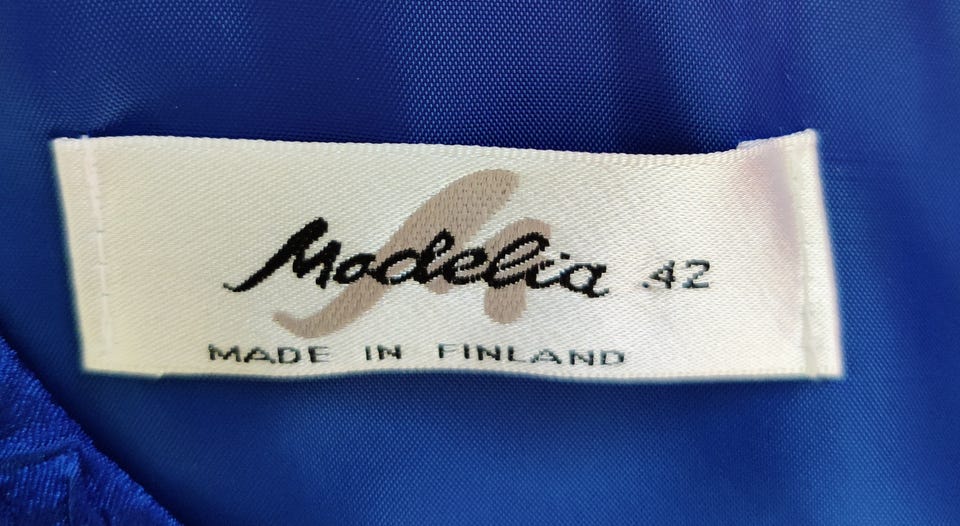 Modelia .42
MADE IN FINLAND